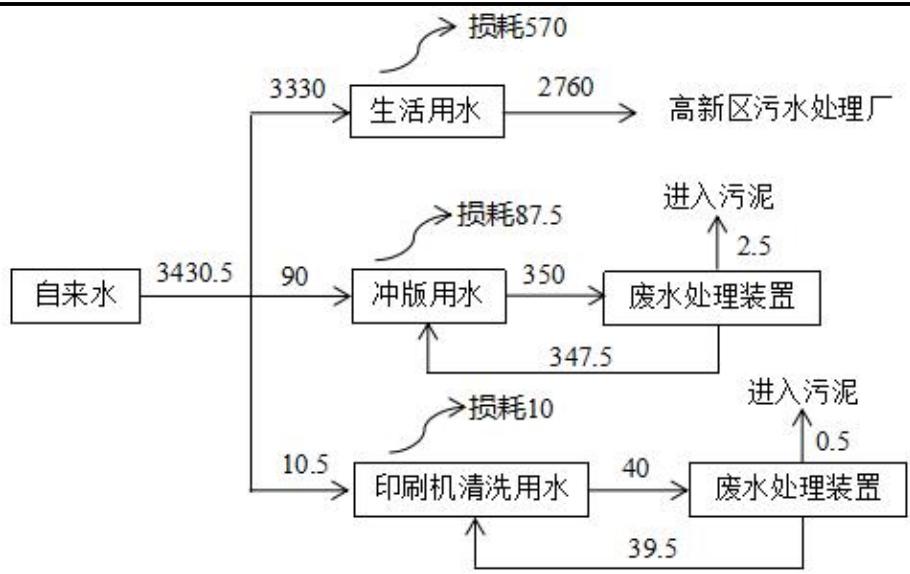 损耗570
3330
生活用水
2760
高新区污水处理厂
进入污泥
损耗87.5
2.5
自来水
3430.5
90
冲版用水
350
废水处理装置
347.5
进入污泥
损耗10
0.5
10.5
印刷机清洗用水
40
废水处理装置
39.5